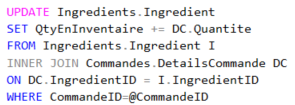 UPDATE Ingredients.Ingredient
SET QtyEnInventaire += DC.Quantite
FROM Ingredients.Ingredient I
INNER JOIN Commandes.DetailsCommande DC
ON DC.IngredientID = I.IngredientID
WHERE CommandeID=@CommandeID